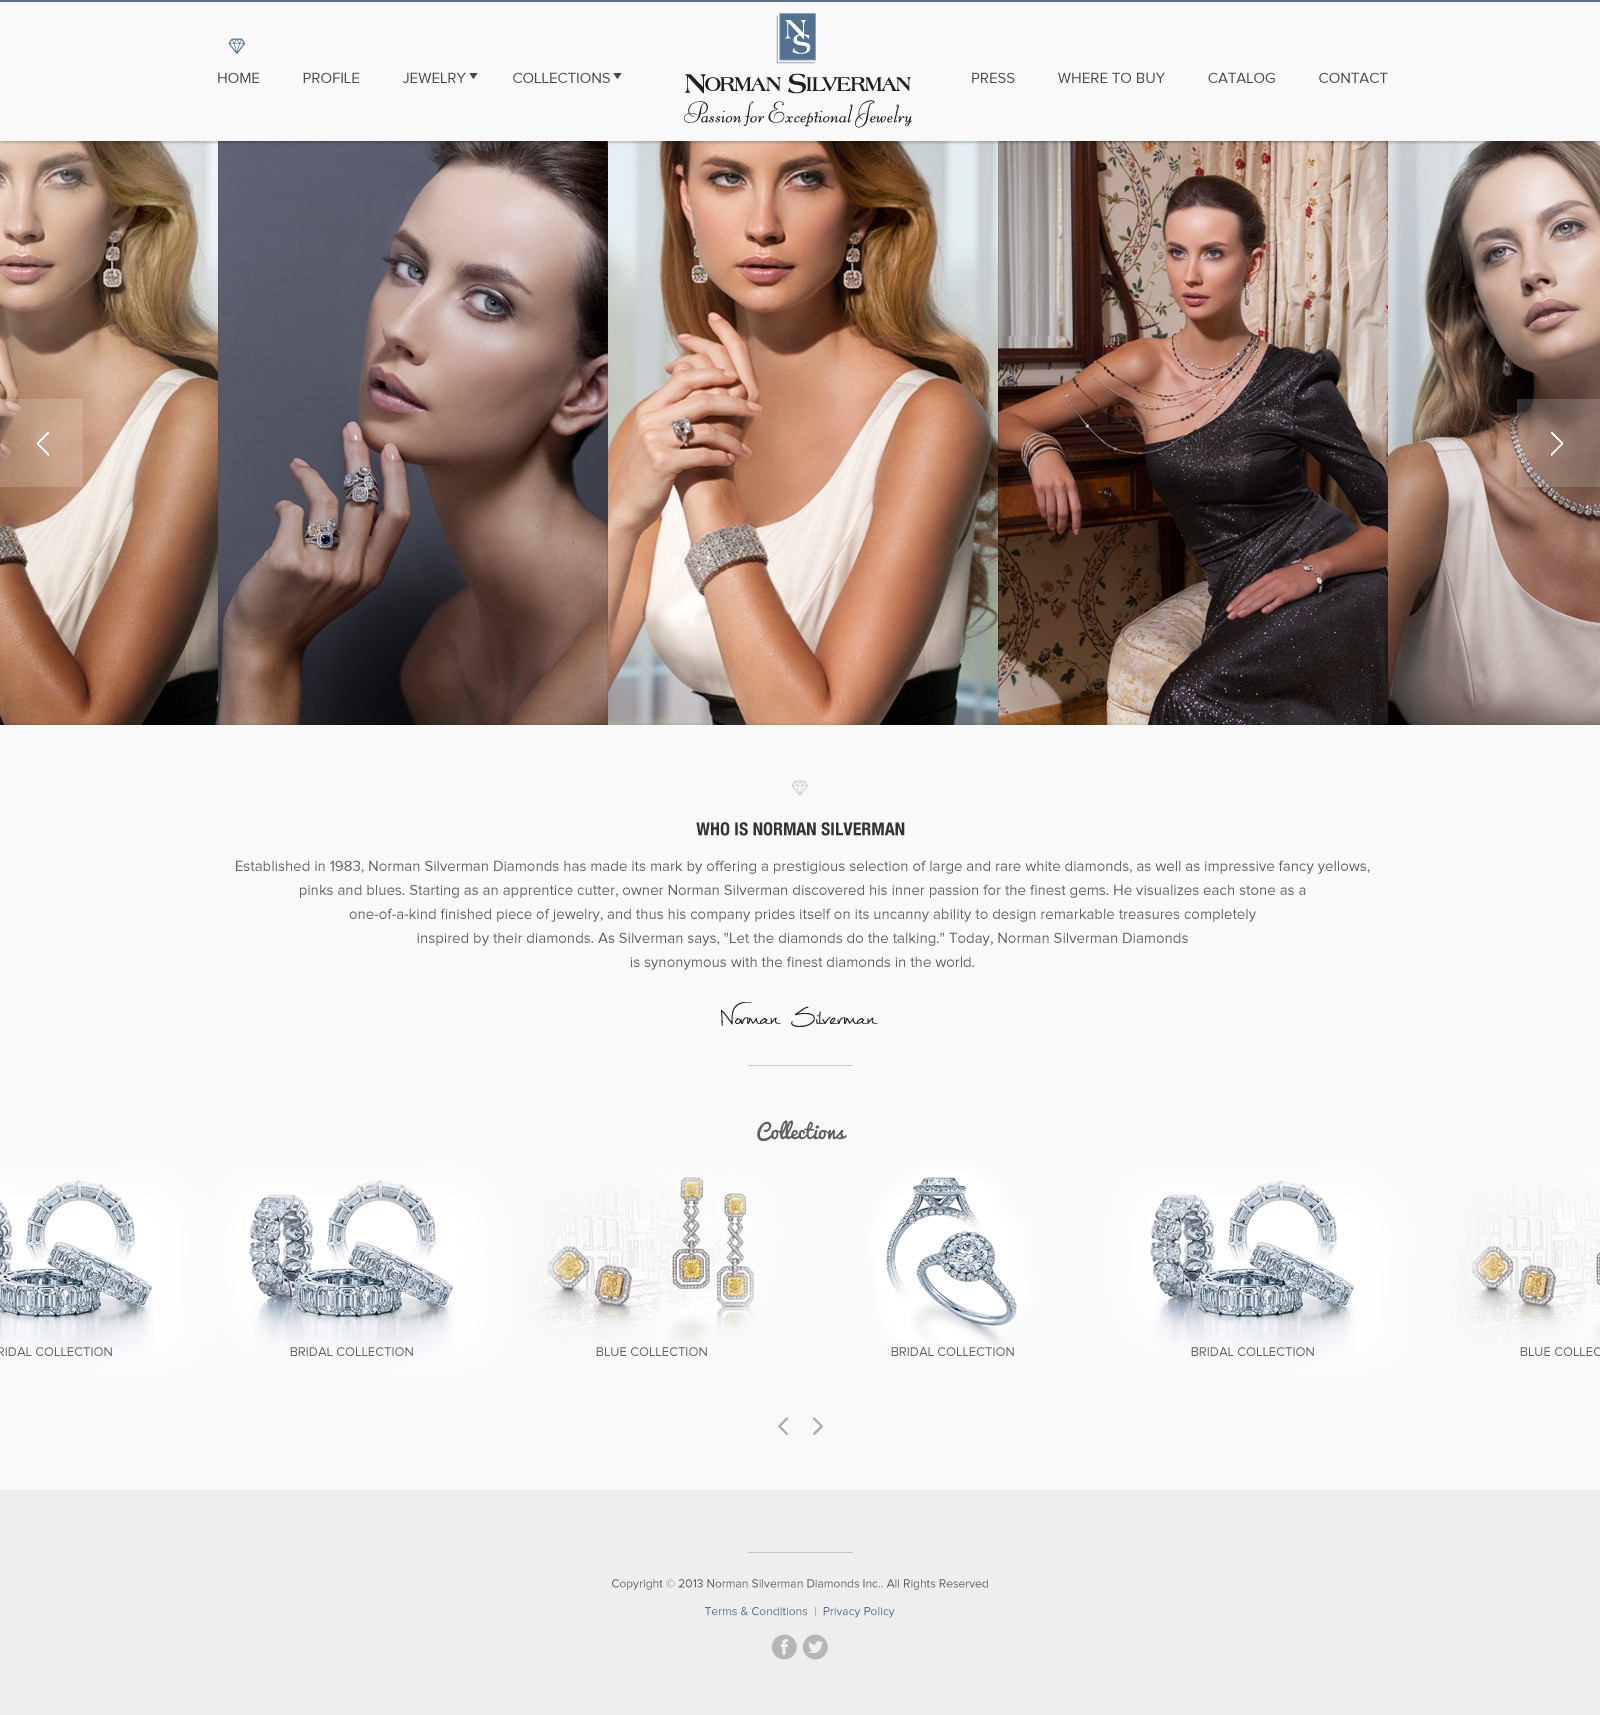 NS
HOME PROFILE JEWELRY COLLECTIONS
NORMAN SILVERMAN
Passion for Exceptional Jewelry
PRESS WHERE TO BUY CATALOG CONTACT
WHO IS NORMAN SILVERMAN
Established in 1983, Norman Silverman Diamonds has made its mark by offering a prestigious selection of large and rare white diamonds, as well as impressive fancy yellows,
pinks and blues. Starting as an apprentice cutter, owner Norman Silverman discovered his inner passion for the finest gems. He visualizes each stone as a
one-of-a-kind finished piece of jewelry, and thus his company prides itself on its uncanny ability to design remarkable treasures completely
inspired by their diamonds. As Silverman says, "Let the diamonds do the talking." Today, Norman Silverman Diamonds
is synonymous with the finest diamonds in the world.
Norman Silverman
Collections
RIDAL COLLECTION BRIDAL COLLECTION BLUE COLLECTION BRIDAL COLLECTION BRIDAL COLLECTION BLUE COLLEC
Copyright © 2013 Norman Silverman Diamonds Inc.. All Rights Reserved
Terms & Conditions | Privacy Policy